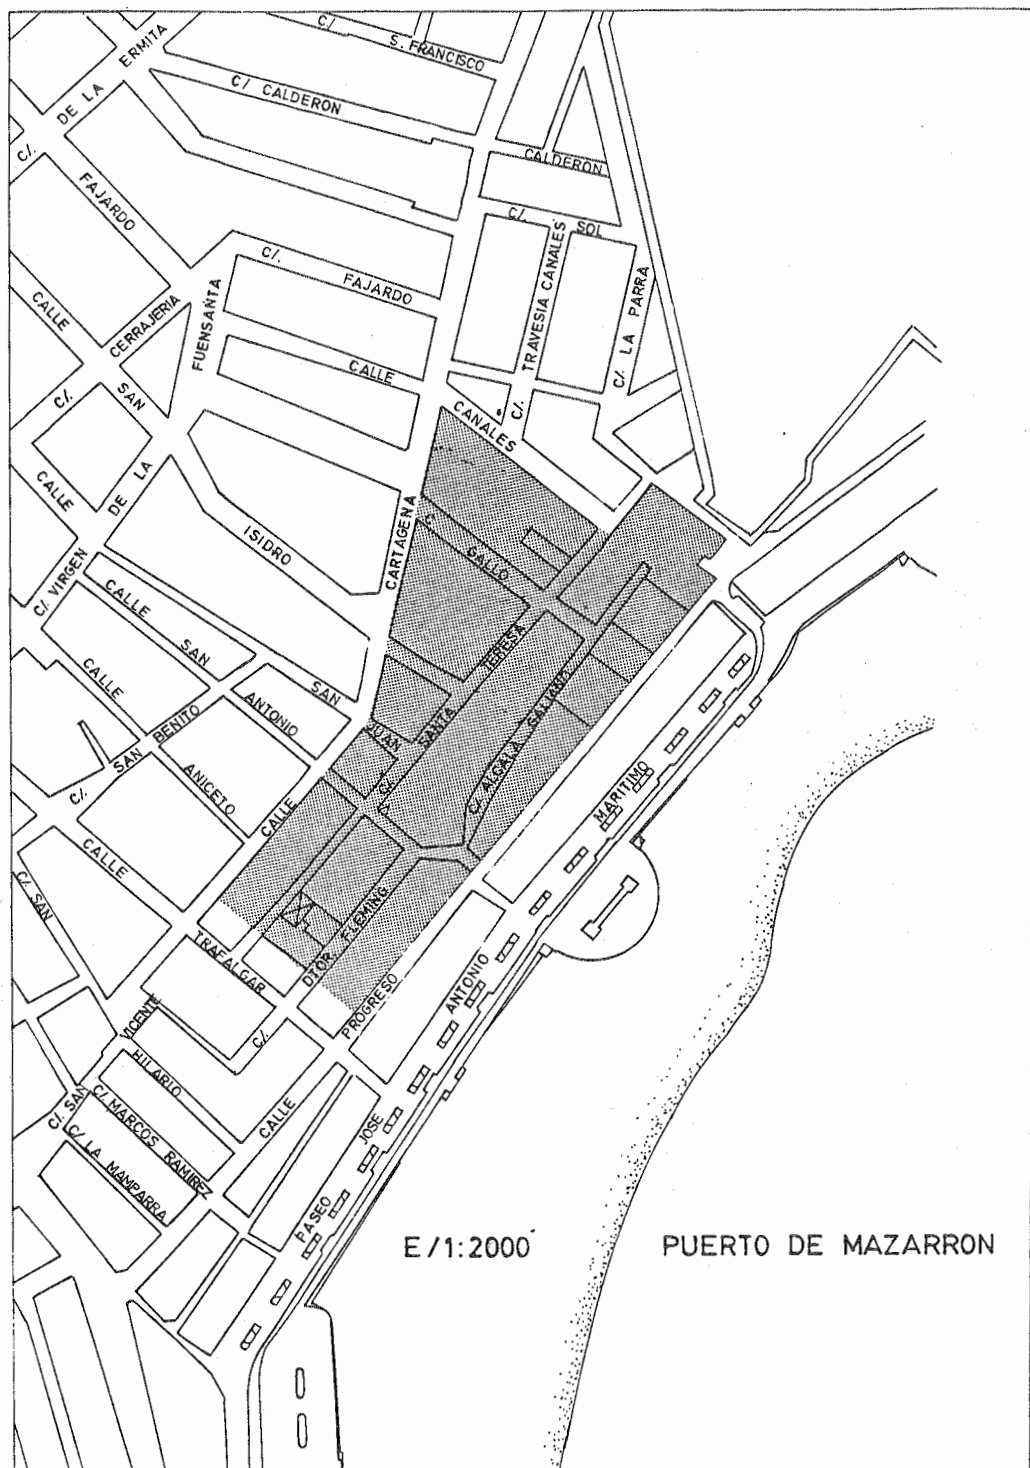 C/
S. FRANCISCO
C/ CALDERON
C/. DE LA ERMITA
CALDERON
FAJARDO
C/. SOL
C/. TRAVESIA CANALES
C/. LA PARRA
C/. FAJARDO
FUENSANTA
CALLE
CERRAJERIA
C/.
CALLE
SAN
CANALES
CALLE
DE LA
C/ VIRGEN
ISIDRO
CARTAGENA
C/ GALLO
CALLE SAN ANTONIO
SAN
CALLE
C/. SAN BENITO
ANICETO
C/. SANTA TERESA
JUAN
C/. ALCALA GALIANO
CALLE
CALLE
C/. SAN
VICENTE
TRAFALGAR
C/.
DTOR. FLEMING
CALLE
PROGRESO
HILARIO
C/ MARCOS RAMIREZ
C/. SAN
C/ LA MAMPARRA
PASEO JOSE ANTONIO MARITIMO
E/1:2000
PUERTO DE MAZARRON